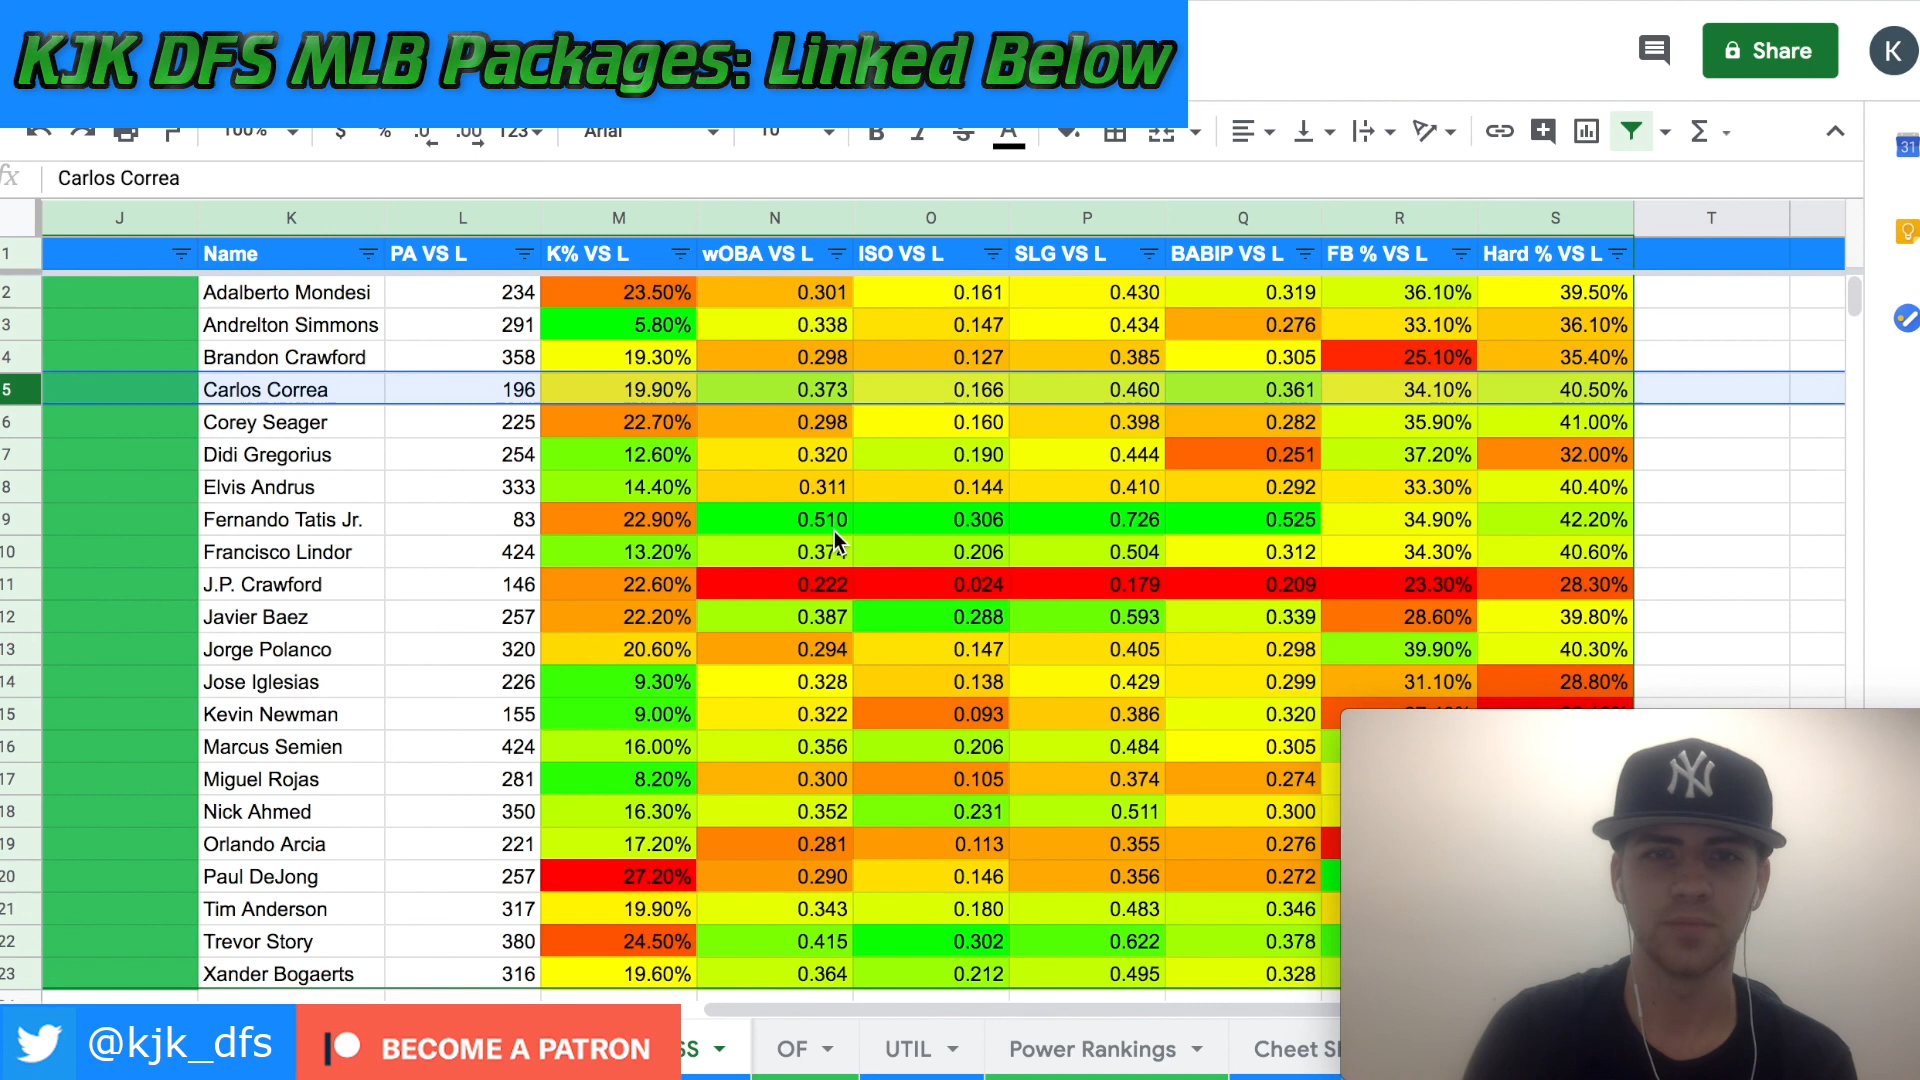 KJK DFS MLB Packages: Linked Below
Share
K
100%
$ % .0 .00 123
Arial
10
B I S A
31
fx Carlos Correa
J K L M N O P Q R S T
1 Name PA VS L K% VS L wOBA VS L ISO VS L SLG VS L BABIP VS L FB % VS L Hard % VS L
2 Adalberto Mondesi 234 23.50% 0.301 0.161 0.430 0.319 36.10% 39.50%
3 Andrelton Simmons 291 5.80% 0.338 0.147 0.434 0.276 33.10% 36.10%
4 Brandon Crawford 358 19.30% 0.298 0.127 0.385 0.305 25.10% 35.40%
5 Carlos Correa 196 19.90% 0.373 0.166 0.460 0.361 34.10% 40.50%
6 Corey Seager 225 22.70% 0.298 0.160 0.398 0.282 35.90% 41.00%
7 Didi Gregorius 254 12.60% 0.320 0.190 0.444 0.251 37.20% 32.00%
8 Elvis Andrus 333 14.40% 0.311 0.144 0.410 0.292 33.30% 40.40%
9 Fernando Tatis Jr. 83 22.90% 0.510 0.306 0.726 0.525 34.90% 42.20%
10 Francisco Lindor 424 13.20% 0.206 0.504 0.312 34.30% 40.60%
11 J.P. Crawford 146 22.60% 0.222 0.024 0.179 0.209 23.30% 28.30%
12 Javier Baez 257 22.20% 0.387 0.288 0.593 0.339 28.60% 39.80%
13 Jorge Polanco 320 20.60% 0.294 0.147 0.405 0.298 39.90% 40.30%
14 Jose Iglesias 226 9.30% 0.328 0.138 0.429 0.299 31.10% 28.80%
15 Kevin Newman 155 9.00% 0.322 0.093 0.386 0.320
16 Marcus Semien 424 16.00% 0.356 0.206 0.484 0.305
17 Miguel Rojas 281 8.20% 0.300 0.105 0.374 0.274
18 Nick Ahmed 350 16.30% 0.352 0.231 0.511 0.300
19 Orlando Arcia 221 17.20% 0.281 0.113 0.355 0.276
20 Paul DeJong 257 27.20% 0.290 0.146 0.356 0.272
21 Tim Anderson 317 19.90% 0.343 0.180 0.483 0.346
22 Trevor Story 380 24.50% 0.415 0.302 0.622 0.378
23 Xander Bogaerts 316 19.60% 0.364 0.212 0.495 0.328
NY
@kjk_dfs BECOME A PATRON SS OF UTIL Power Rankings Cheet